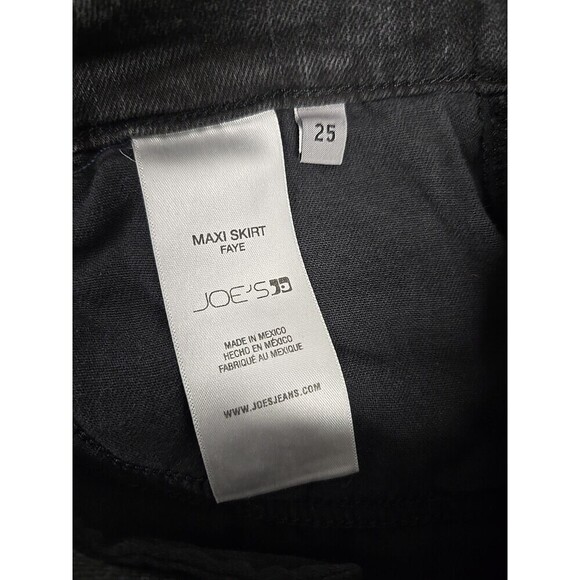 25
MAXI SKIRT
FAYE
JOE'S
MADE IN MEXICO
HECHO EN MÉXICO
FABRIQUÉ AU MEXIQUE
WWW.JOESJEANS.COM